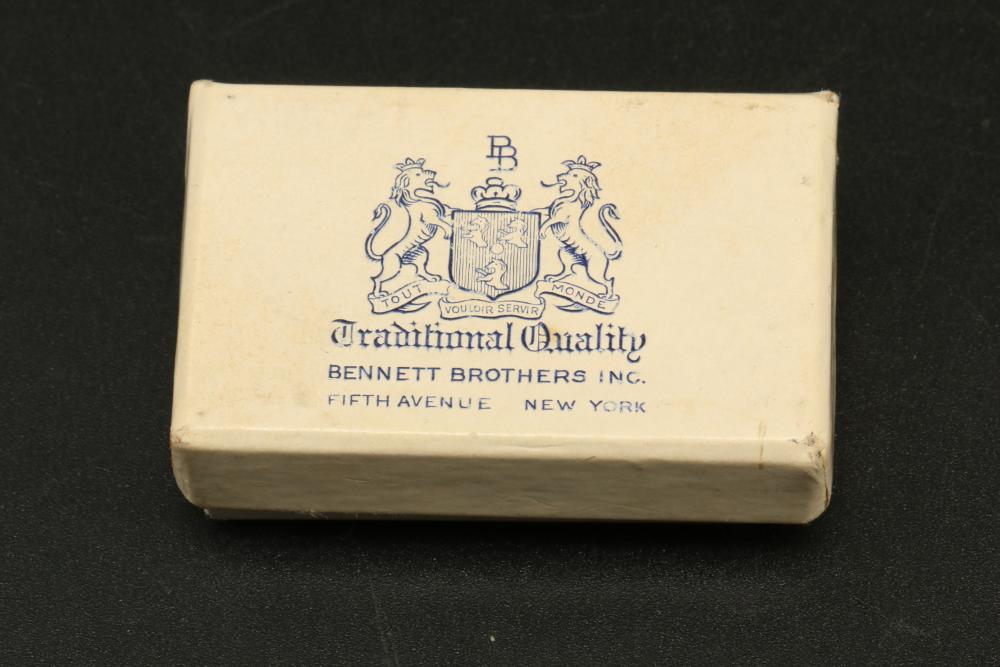 BB
TOUT VOULOIR SERVIR MONDE
Traditional Quality
BENNETT BROTHERS INC.
FIFTH AVENUE NEW YORK